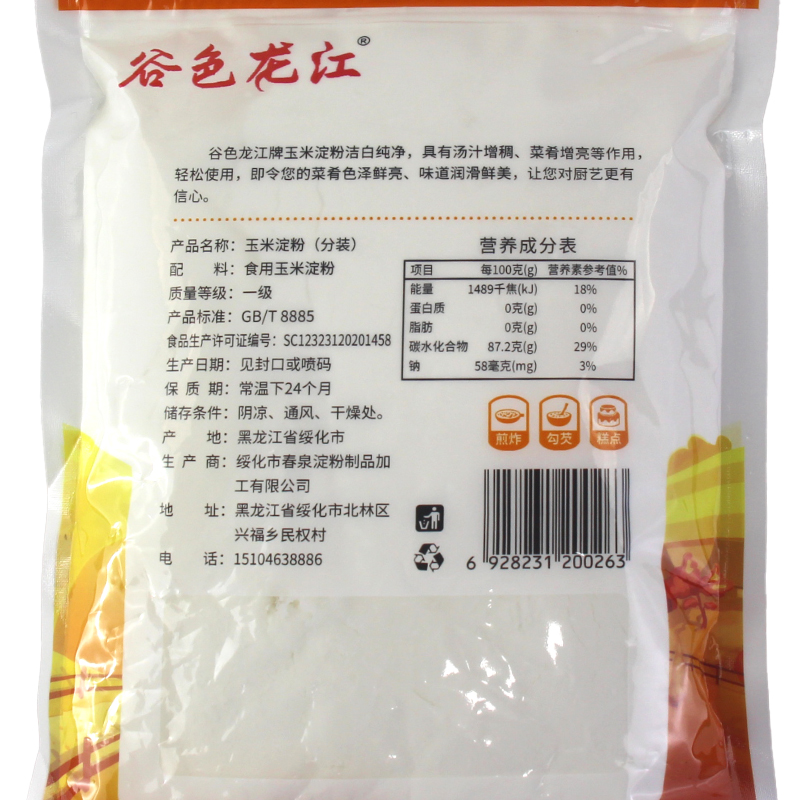 谷色龙江®
谷色龙江牌玉米淀粉洁白纯净，具有汤汁增稠、菜肴增亮等作用，
轻松使用，即令您的菜肴色泽鲜亮、味道润滑鲜美，让您对厨艺更有
信心。
产品名称：玉米淀粉（分装）
配 料：食用玉米淀粉
质量等级：一级
产品标准：GB/T 8885
食品生产许可证编号：SC12323120201458
生产日期：见封口或喷码
保 质 期：常温下24个月
储存条件：阴凉、通风、干燥处。
产 地：黑龙江省绥化市
生 产 商：绥化市春泉淀粉制品加
工有限公司
地 址：黑龙江省绥化市北林区
兴福乡民权村
电 话：15104638886
营养成分表
项目 每100克(g) 营养素参考值%
能量 1489千焦(kJ) 18%
蛋白质 0克(g) 0%
脂肪 0克(g) 0%
碳水化合物 87.2克(g) 29%
钠 58毫克(mg) 3%
煎炸 勾芡 糕点
6 928231 200263